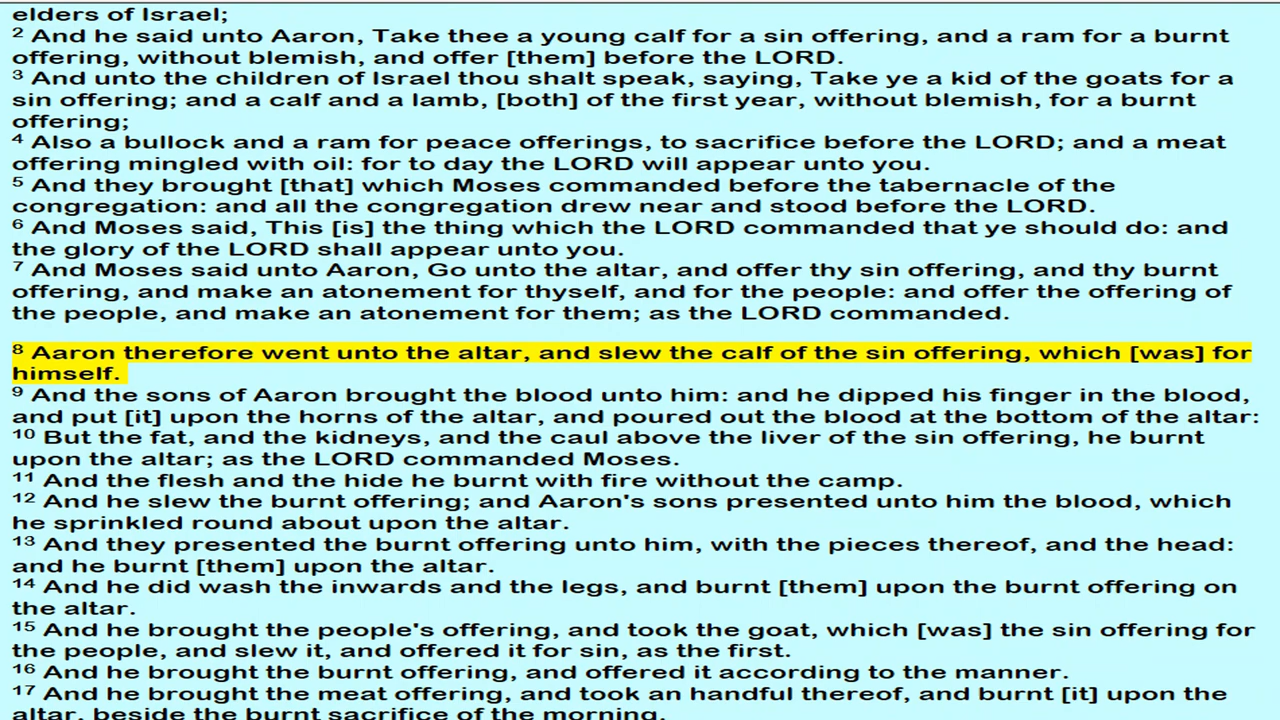 elders of Israel;
2 And he said unto Aaron, Take thee a young calf for a sin offering, and a ram for a burnt
offering, without blemish, and offer [them] before the LORD.
3 And unto the children of Israel thou shalt speak, saying, Take ye a kid of the goats for a
sin offering; and a calf and a lamb, [both] of the first year, without blemish, for a burnt
offering;
4 Also a bullock and a ram for peace offerings, to sacrifice before the LORD; and a meat
offering mingled with oil: for to day the LORD will appear unto you.
5 And they brought [that] which Moses commanded before the tabernacle of the
congregation: and all the congregation drew near and stood before the LORD.
6 And Moses said, This [is] the thing which the LORD commanded that ye should do: and
the glory of the LORD shall appear unto you.
7 And Moses said unto Aaron, Go unto the altar, and offer thy sin offering, and thy burnt
offering, and make an atonement for thyself, and for the people: and offer the offering of
the people, and make an atonement for them; as the LORD commanded.
8 Aaron therefore went unto the altar, and slew the calf of the sin offering, which [was] for
himself.
9 And the sons of Aaron brought the blood unto him: and he dipped his finger in the blood,
and put [it] upon the horns of the altar, and poured out the blood at the bottom of the altar:
10 But the fat, and the kidneys, and the caul above the liver of the sin offering, he burnt
upon the altar; as the LORD commanded Moses.
11 And the flesh and the hide he burnt with fire without the camp.
12 And he slew the burnt offering; and Aaron's sons presented unto him the blood, which
he sprinkled round about upon the altar.
13 And they presented the burnt offering unto him, with the pieces thereof, and the head:
and he burnt [them] upon the altar.
14 And he did wash the inwards and the legs, and burnt [them] upon the burnt offering on
the altar.
15 And he brought the people's offering, and took the goat, which [was] the sin offering for
the people, and slew it, and offered it for sin, as the first.
16 And he brought the burnt offering, and offered it according to the manner.
17 And he brought the meat offering, and took an handful thereof, and burnt [it] upon the
altar, beside the burnt sacrifice of the morning.